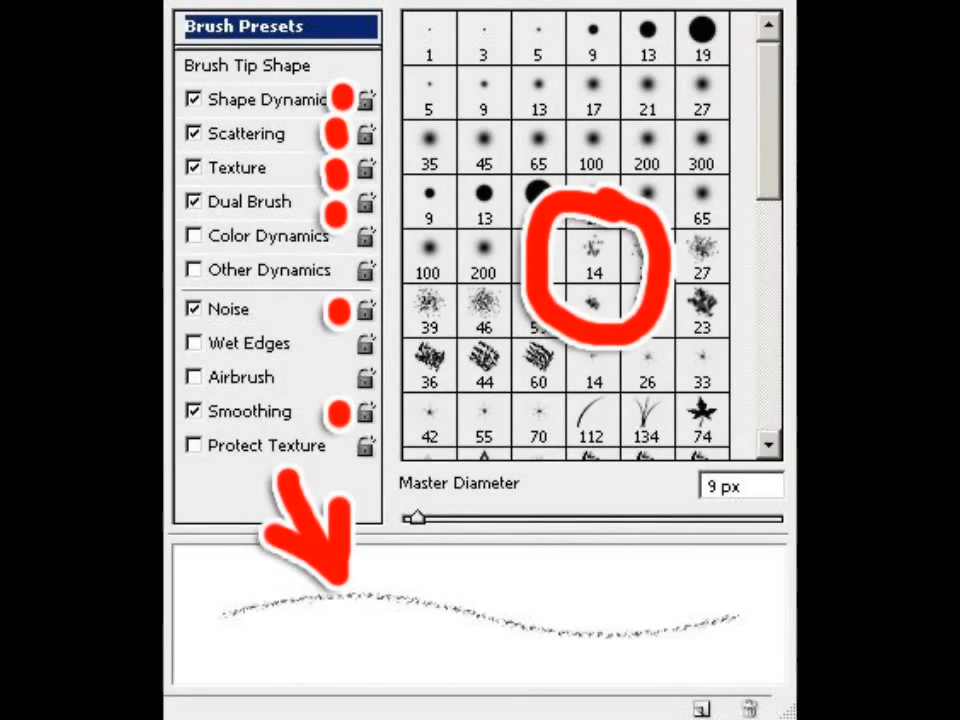 Brush Presets
Brush Tip Shape
Shape Dynamic
Scattering
Texture
Dual Brush
Color Dynamics
Other Dynamics
Noise
Wet Edges
Airbrush
Smoothing
Protect Texture
1 3 5 9 13 19
5 9 13 17 21 27
35 45 65 100 200 300
9 13 65
100 200 14 27
39 46 23
36 44 60 14 26 33
42 55 70 112 134 74
Master Diameter
9 px